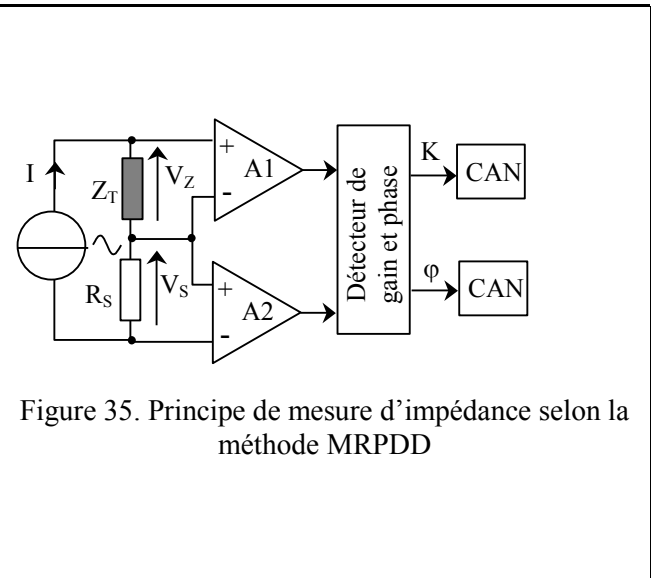 I
Z_T
V_Z
+
-
A1
R_S
V_S
+
-
A2
Détecteur de
gain et phase
K
CAN
φ
CAN
Figure 35. Principe de mesure d’impédance selon la
méthode MRPDD